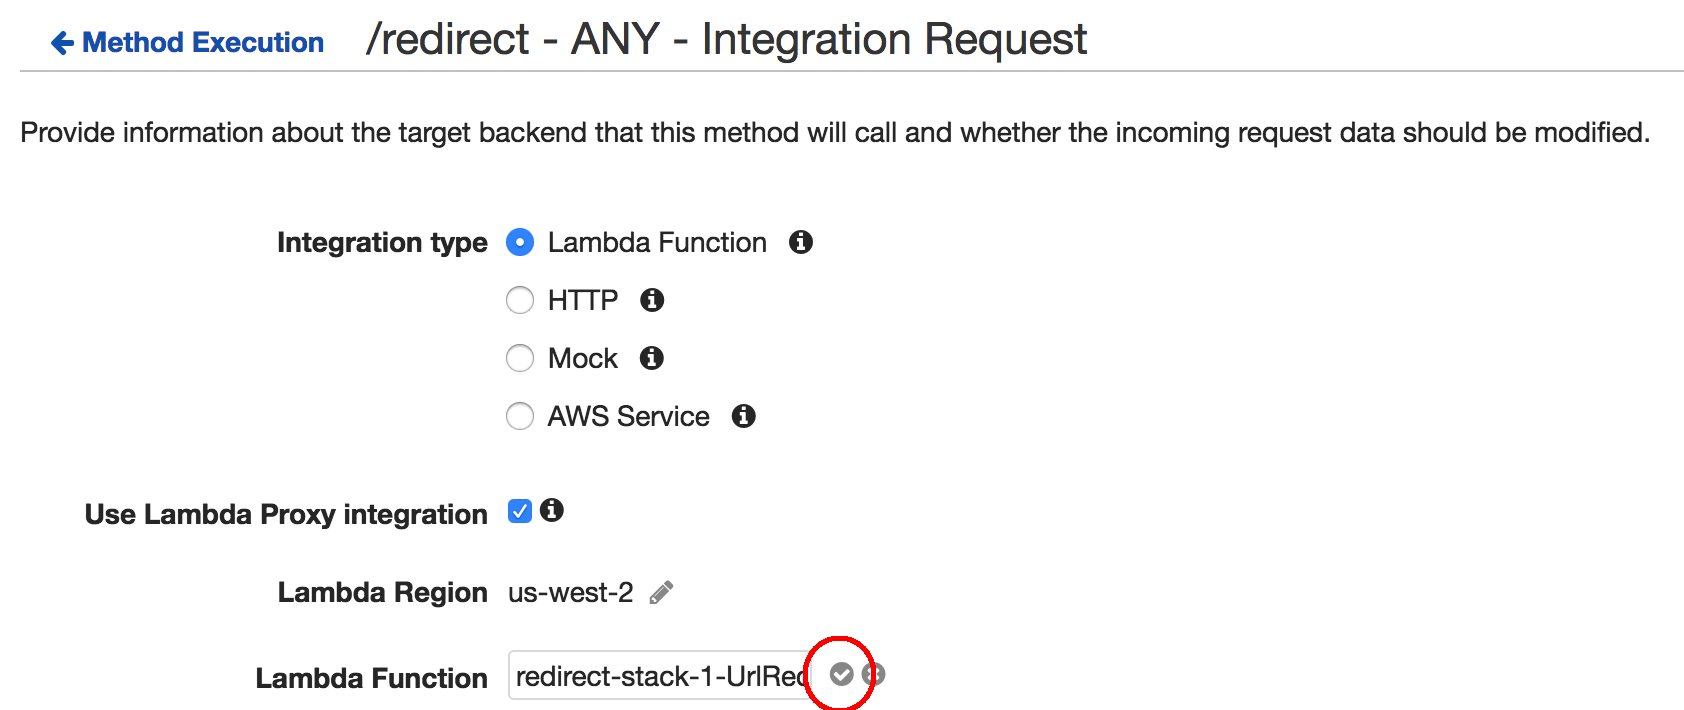 Method Execution /redirect - ANY - Integration Request
Provide information about the target backend that this method will call and whether the incoming request data should be modified.
Integration type Lambda Function
HTTP
Mock
AWS Service
Use Lambda Proxy integration
Lambda Region us-west-2
Lambda Function redirect-stack-1-UrlRed